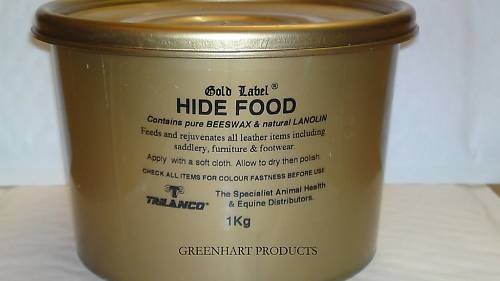 Gold Label®
HIDE FOOD
Contains pure BEESWAX & natural LANOLIN
Feeds and rejuvenates all leather items including
saddlery, furniture & footwear.
Apply with a soft cloth. Allow to dry then polish
CHECK ALL ITEMS FOR COLOUR FASTNESS BEFORE USE
TRILANCO®
The Specialist Animal Health
& Equine Distributors.
1Kg
GREENHART PRODUCTS